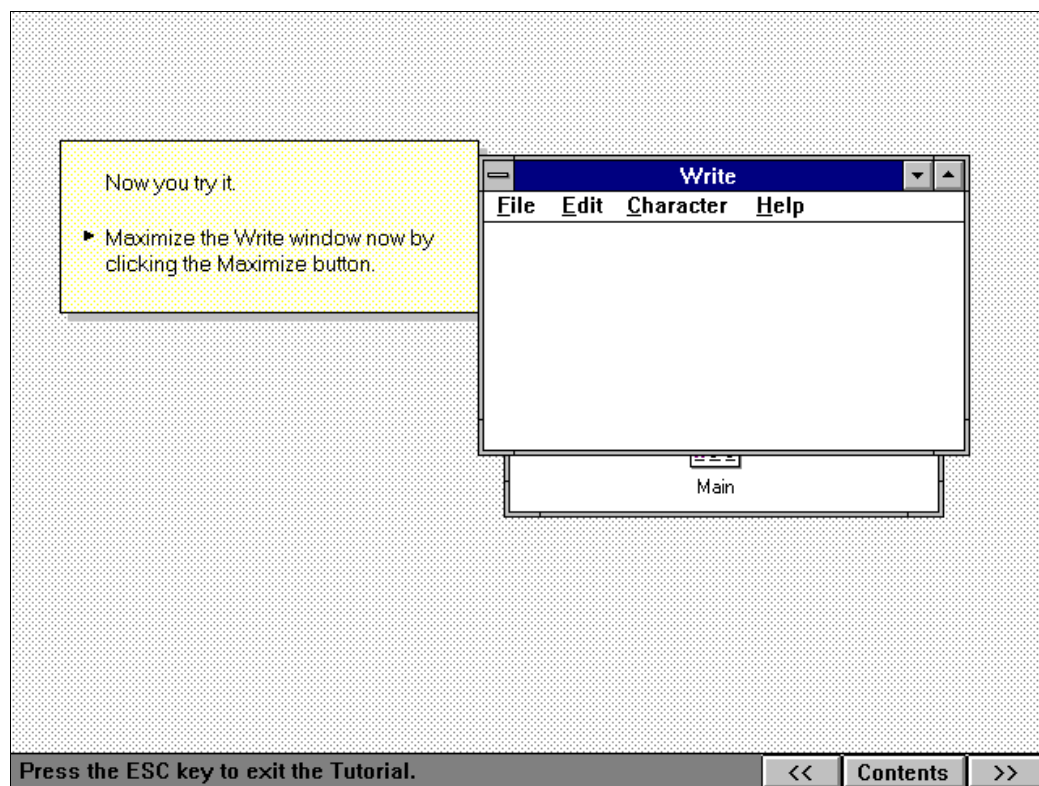 Now you try it.
Maximize the Write window now by
clicking the Maximize button.
Write
File Edit Character Help
Main
Press the ESC key to exit the Tutorial.
<< Contents >>